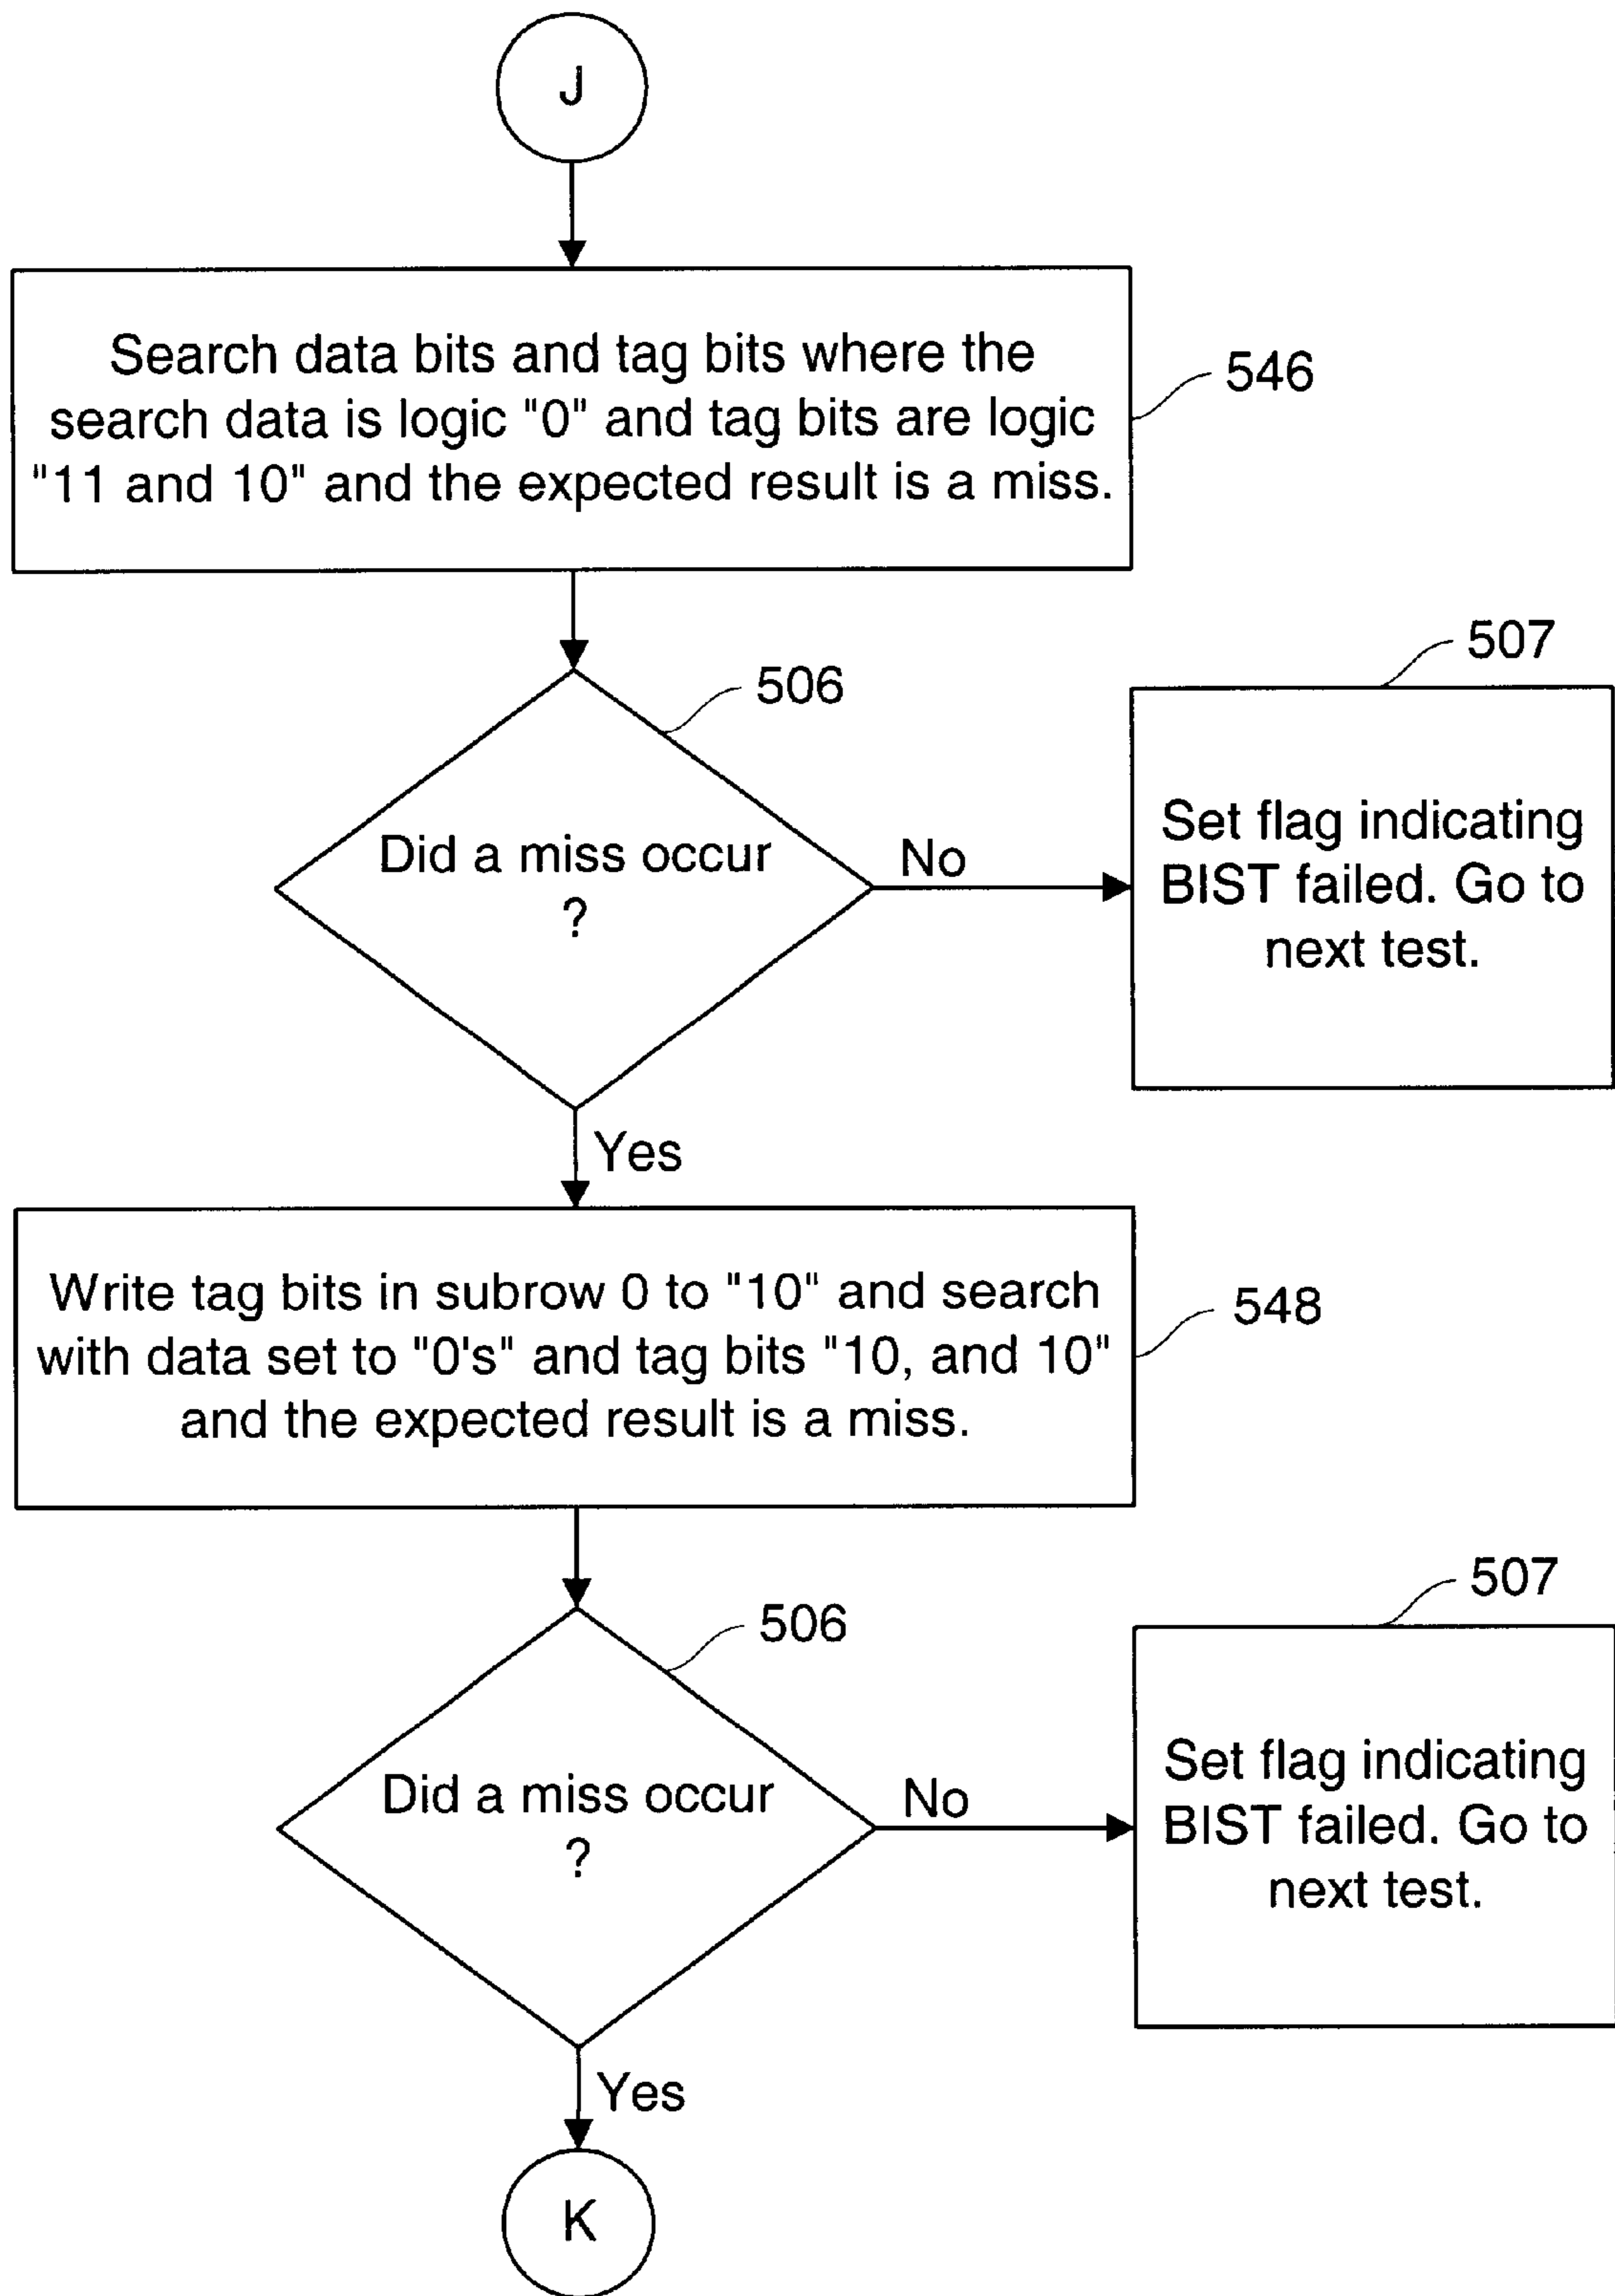 J
Search data bits and tag bits where the
search data is logic "0" and tag bits are logic
"11 and 10" and the expected result is a miss.
546
506
Did a miss occur
?
No
507
Set flag indicating
BIST failed. Go to
next test.
Yes
Write tag bits in subrow 0 to "10" and search
with data set to "0's" and tag bits "10, and 10"
and the expected result is a miss.
548
506
Did a miss occur
?
No
507
Set flag indicating
BIST failed. Go to
next test.
Yes
K